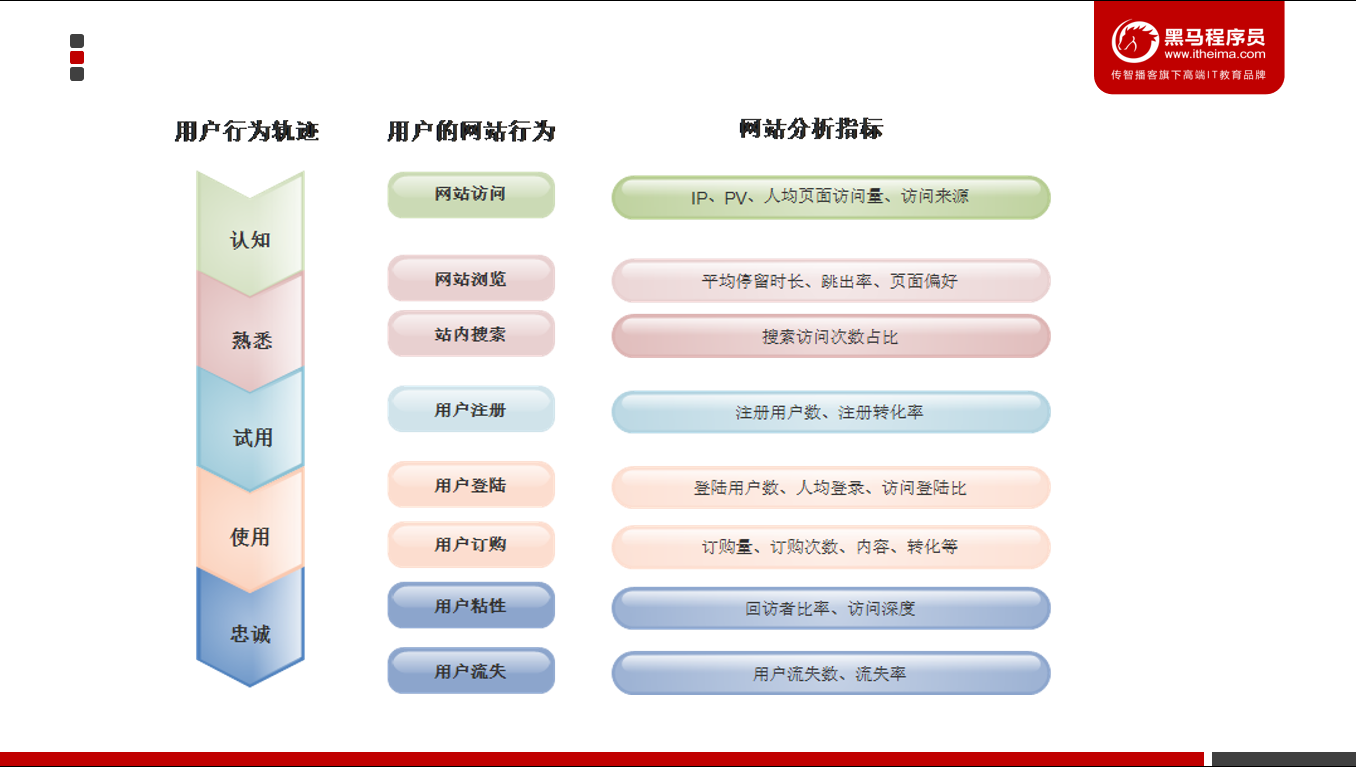 黑马程序员
www.itheima.com
传智播客旗下高端IT教育品牌
用户行为轨迹 用户的网站行为 网站分析指标
认知
网站访问 IP、PV、人均页面访问量、访问来源
熟悉
网站浏览 平均停留时长、跳出率、页面偏好
站内搜索 搜索访问次数占比
试用
用户注册 注册用户数、注册转化率
使用
用户登陆 登陆用户数、人均登录、访问登陆比
用户订购 订购量、订购次数、内容、转化等
忠诚
用户粘性 回访者比率、访问深度
用户流失 用户流失数、流失率